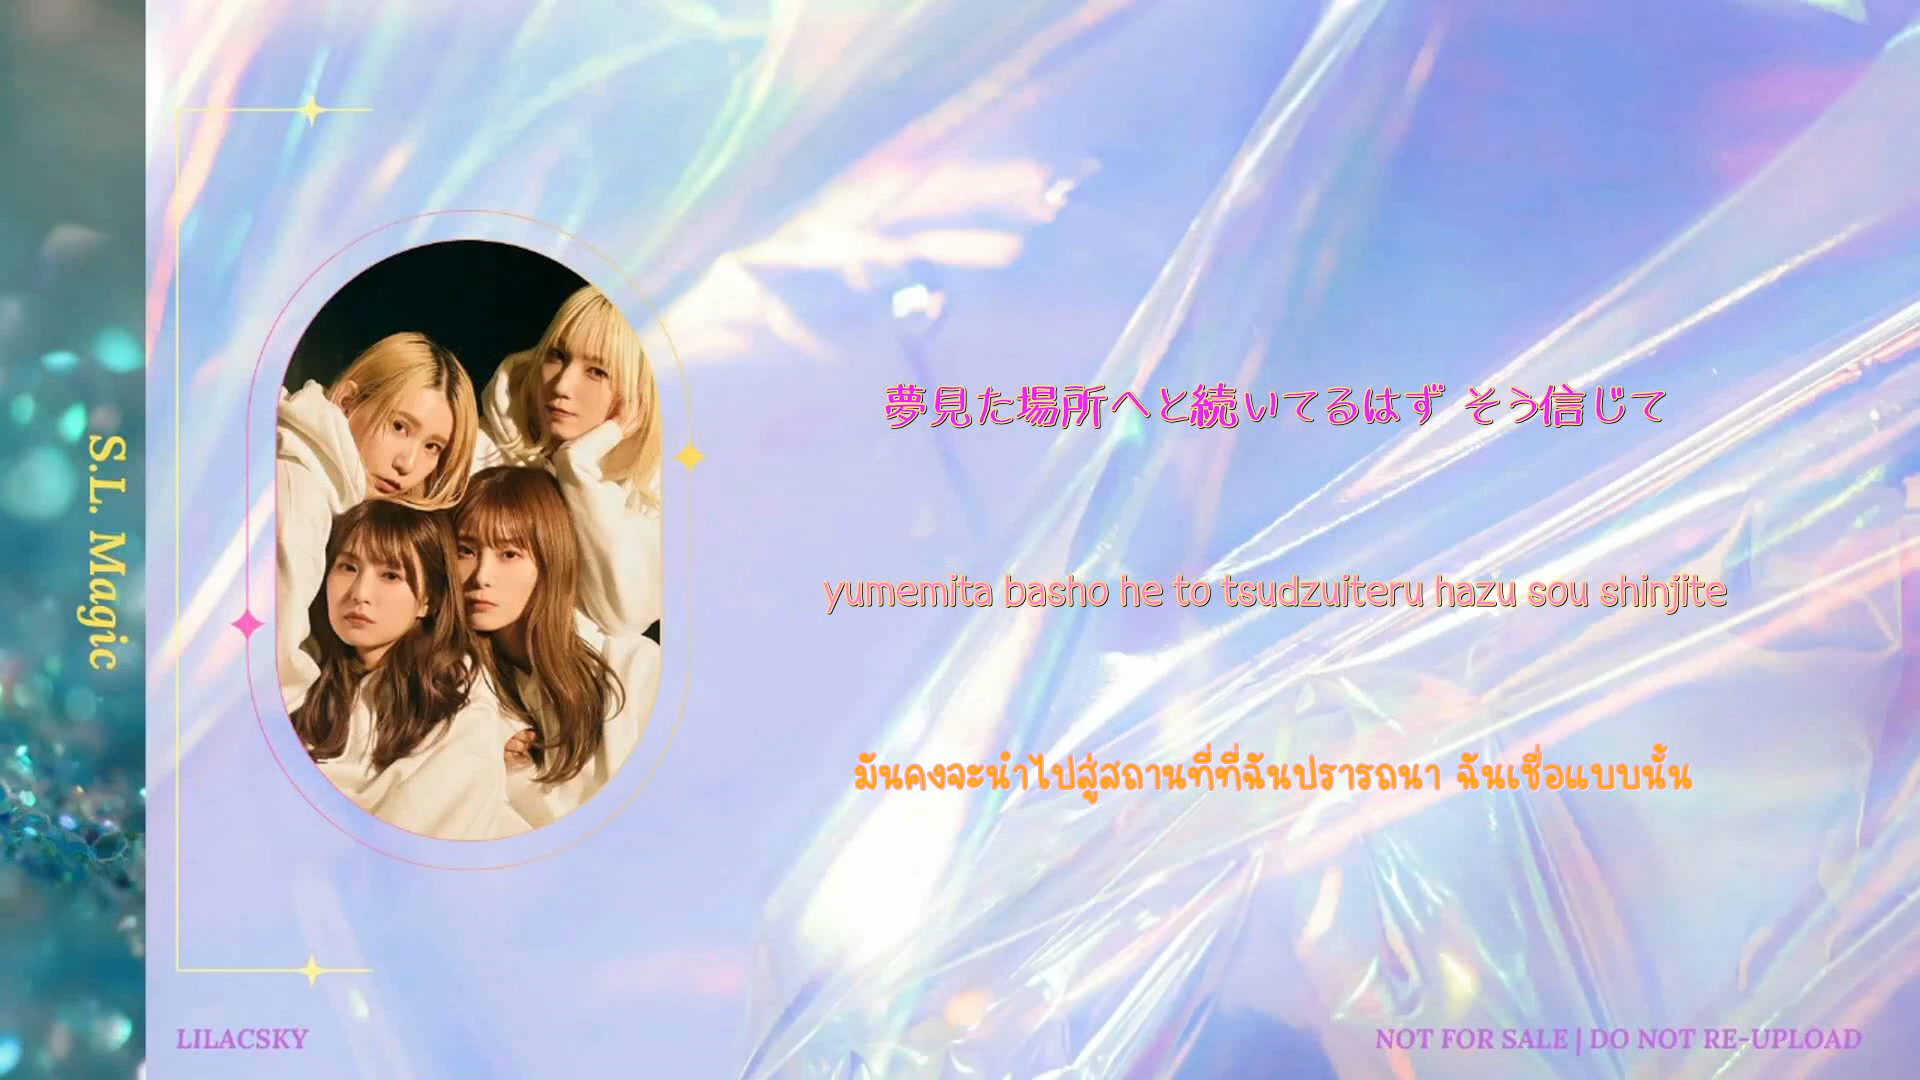 S.L. Magic
夢見た場所へと続いてるはず そう信じて
yumemita basho he to tsudzuiteru hazu sou shinjite
มันคงจะนำไปสู่สถานที่ที่ฉันปรารถนา ฉันเชื่อแบบนั้น
LILACSKY
NOT FOR SALE | DO NOT RE-UPLOAD